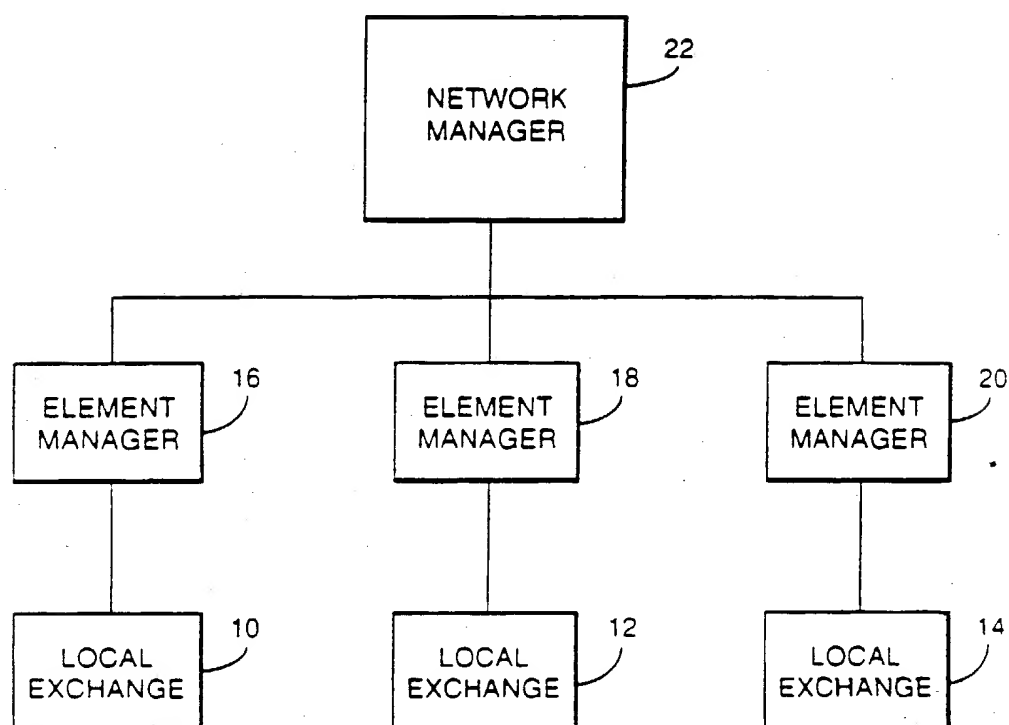 22
NETWORK
MANAGER
16
18
20
ELEMENT
MANAGER
ELEMENT
MANAGER
ELEMENT
MANAGER
10
12
14
LOCAL
EXCHANGE
LOCAL
EXCHANGE
LOCAL
EXCHANGE